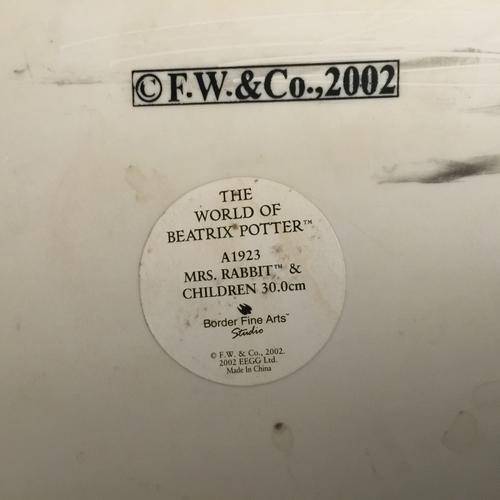 © F.W.&Co.,2002
THE
WORLD OF
BEATRIX POTTER™
A1923
MRS. RABBIT™ &
CHILDREN 30.0cm
Border Fine Arts™
Studio
© F.W. & Co., 2002.
2002 EEGG Ltd.
Made In China